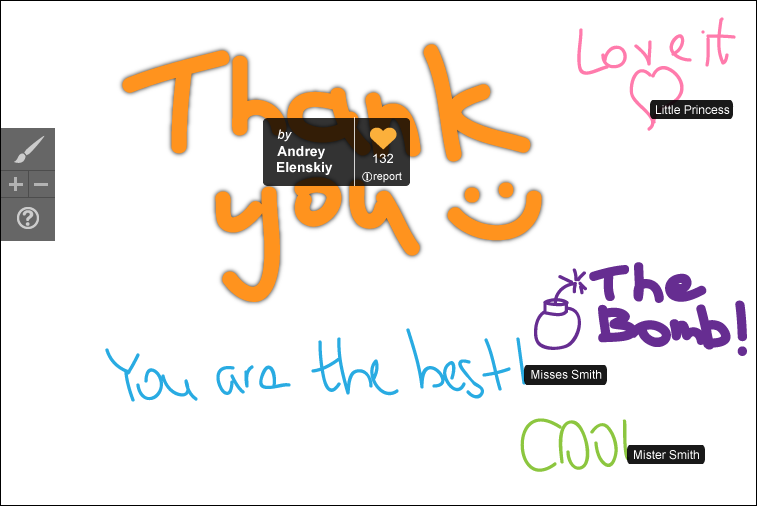 Love it
Little Princess
Thank
by
Andrey
Elenskiy
132
report
you
The
Bomb!
You are the best!
Misses Smith
Cool
Mister Smith